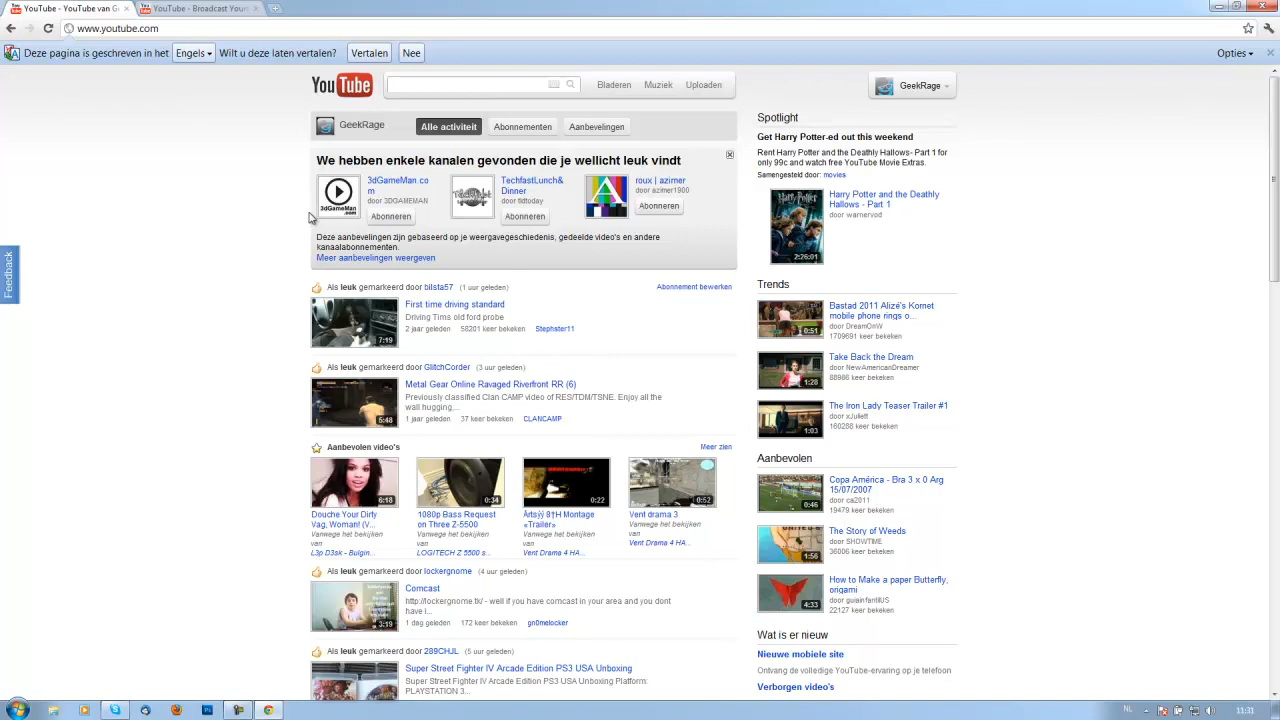 YouTube - YouTube van G
YouTube - Broadcast Your
www.youtube.com
Deze pagina is geschreven in het Engels Wilt u deze laten vertalen? Vertalen Nee Opties
YouTube Bladeren Muziek Uploaden GeekRage
GeekRage Alle activiteit Abonnementen Aanbevelingen
We hebben enkele kanalen gevonden die je wellicht leuk vindt
3dGameMan.co
m
door 3DGAMEMAN
Abonneren
TechfastLunch&
Dinner
door tldtoday
Abonneren
roux | azimer
door azimer1900
Abonneren
Deze aanbevelingen zijn gebaseerd op je weergavegeschiedenis, gedeelde video's en andere
kanaalabonnementen.
Meer aanbevelingen weergeven
Feedback
Als leuk gemarkeerd door bilsta57 (1 uur geleden) Abonnement bewerken
First time driving standard
Driving Tims old ford probe
2 jaar geleden 58201 keer bekeken Stephster11
7:19
Als leuk gemarkeerd door GlitchCorder (3 uur geleden)
Metal Gear Online Ravaged Riverfront RR (6)
Previously classified Clan CAMP video of RES/TDM/TSNE. Enjoy all the
wall hugging,...
1 jaar geleden 37 keer bekeken CLANCAMP
5:48
Aanbevolen video's Meer zien
6:18
Douche Your Dirty
Vag, Woman! (V...
Vanwege het bekijken
van
L3p D3sk - Bulgin...
0:34
1080p Bass Request
on Three Z-5500
Vanwege het bekijken
van
LOGITECH Z 5500 s...
0:22
Montage
«Trailer»
Vanwege het bekijken
van
Vent Drama 4 HA...
0:52
Vent drama 3
Vanwege het bekijken
van
Vent Drama 4 HA...
Als leuk gemarkeerd door lockergnome (4 uur geleden)
Comcast
http://lockergnome.tk/ - well if you have comcast in your area and you dont
have i...
1 dag geleden 172 keer bekeken gn0melocker
3:19
Als leuk gemarkeerd door 289CHJL (5 uur geleden)
Super Street Fighter IV Arcade Edition PS3 USA Unboxing
Super Street Fighter IV Arcade Edition PS3 USA Unboxing Platform:
PLAYSTATION 3...
Spotlight
Get Harry Potter-ed out this weekend
Rent Harry Potter and the Deathly Hallows- Part 1 for
only 99c and watch free YouTube Movie Extras.
Samengesteld door: movies
Harry Potter and the Deathly
Hallows - Part 1
door warnervod
2:26:01
Trends
Bastad 2011 Alizé's Kornet
mobile phone rings o...
door DreamOnW
1709691 keer bekeken
0:51
Take Back the Dream
door NewAmericanDreamer
88986 keer bekeken
1:28
The Iron Lady Teaser Trailer #1
door xJuliett
160288 keer bekeken
1:03
Aanbevolen
Copa América - Bra 3 x 0 Arg
15/07/2007
door ca2011
19479 keer bekeken
0:46
The Story of Weeds
door SHOWTIME
36006 keer bekeken
1:56
How to Make a paper Butterfly,
origami
door guiainfantilUS
22127 keer bekeken
4:33
Wat is er nieuw
Nieuwe mobiele site
Ontvang de volledige YouTube-ervaring op je telefoon
Verborgen video's
NL 11:31